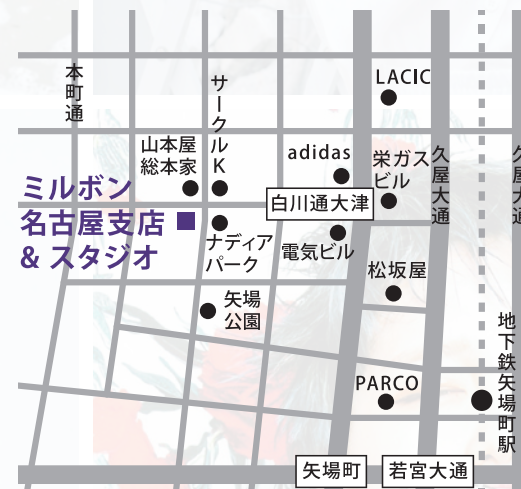 LACIC
本町通
サークルK
山本屋
総本家
adidas
栄ガス
ビル
久屋大通
久屋大通
ミルボン
名古屋支店
& スタジオ
白川通大津
ナディア
パーク
電気ビル
松坂屋
矢場
公園
地下鉄矢場町駅
PARCO
矢場町
若宮大通